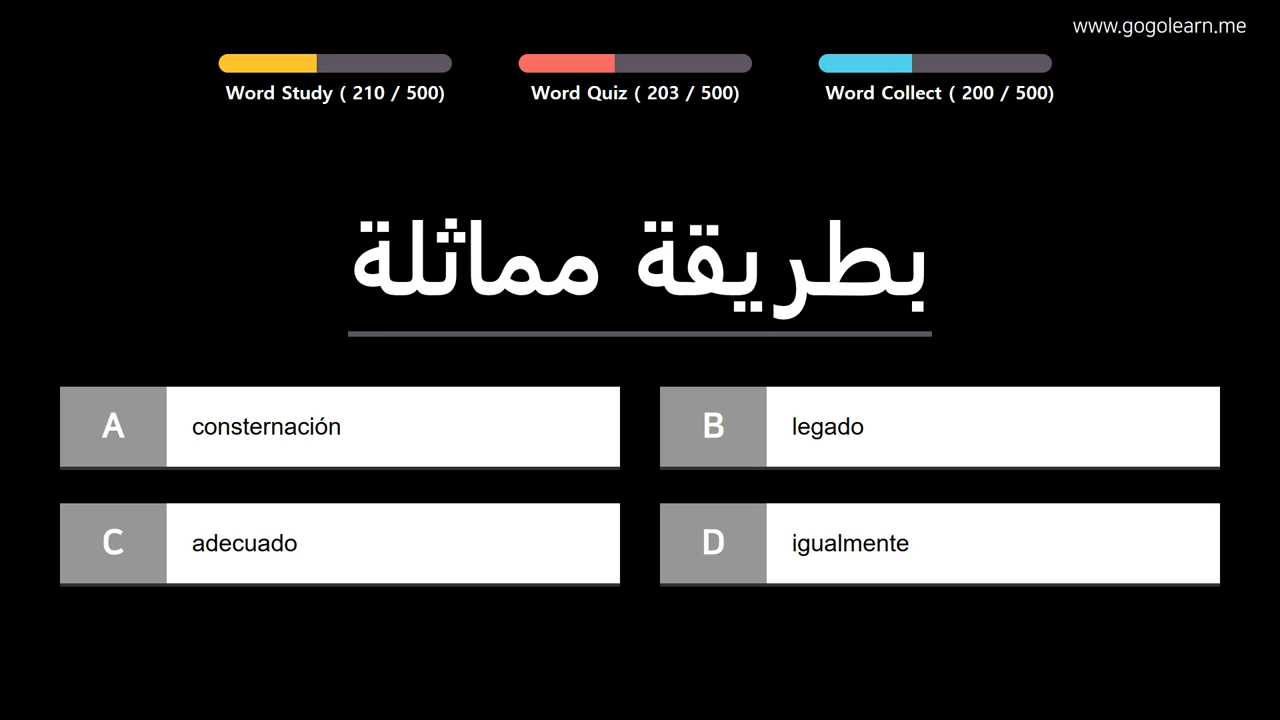 www.gogolearn.me
Word Study ( 210 / 500)
Word Quiz ( 203 / 500)
Word Collect ( 200 / 500)
بطريقة مماثلة
A consternación
B legado
C adecuado
D igualmente